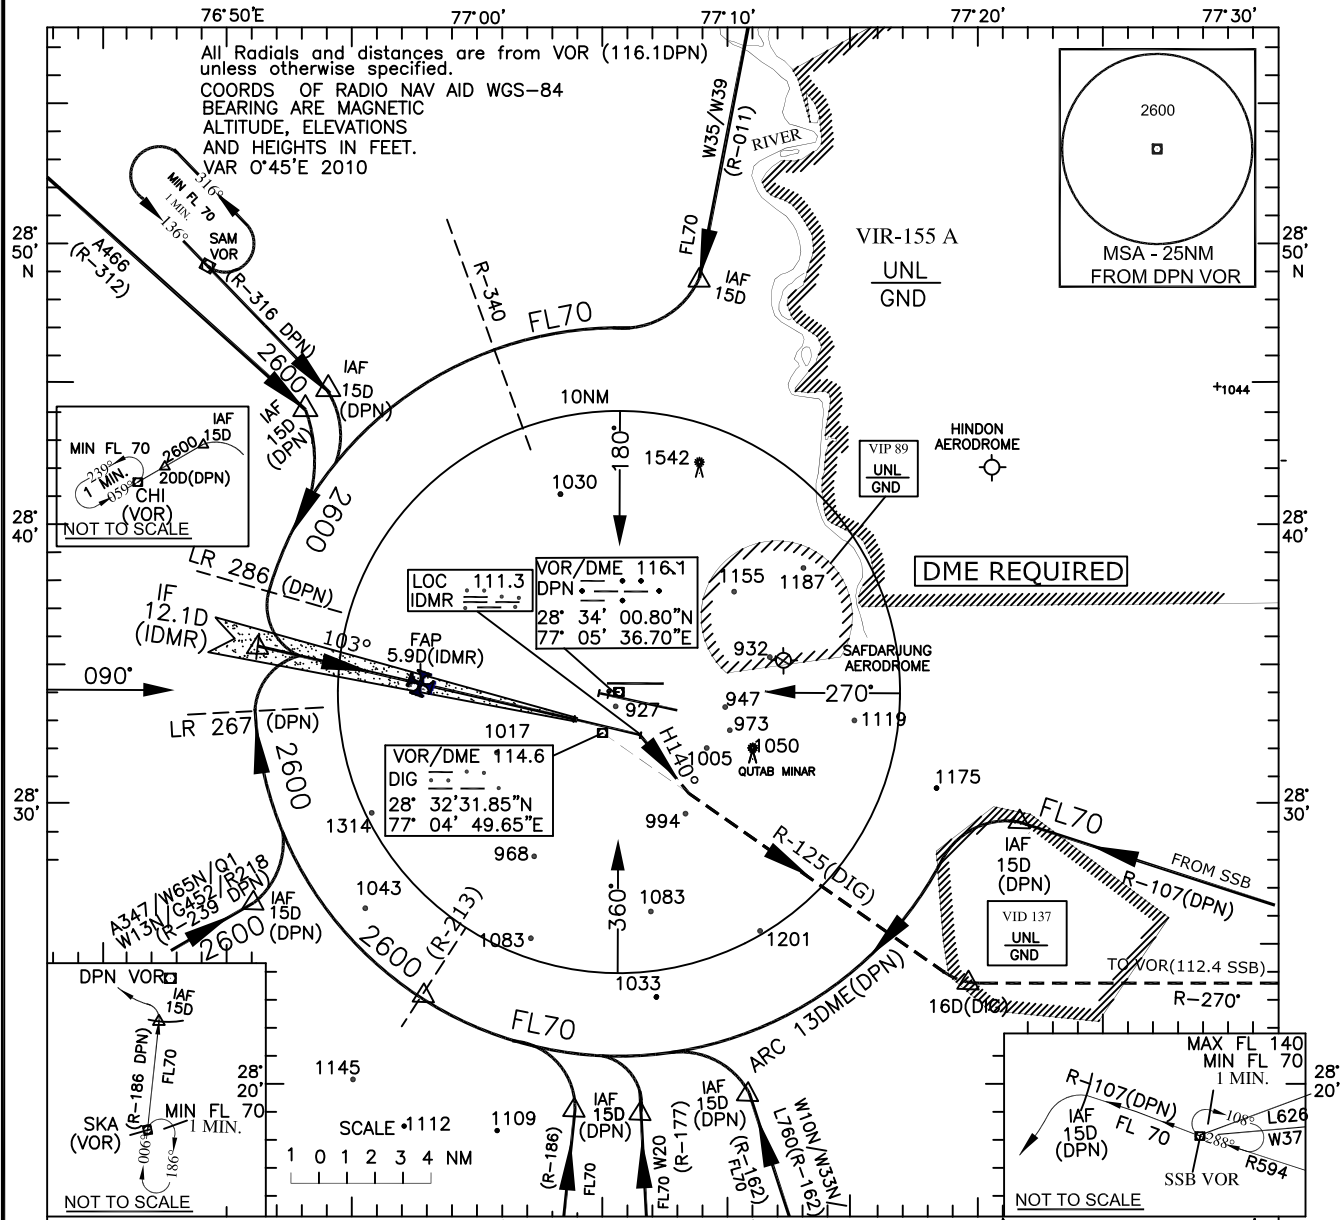 76°50'E
77°00'
77°10'
77°20'
77°30'
All Radials and distances are from VOR (116.1DPN)
unless otherwise specified.
COORDS OF RADIO NAV AID WGS-84
BEARING ARE MAGNETIC
ALTITUDE, ELEVATIONS
AND HEIGHTS IN FEET.
VAR 0°45'E 2010
W35/W39
(R-011)
FL70
IAF
15D
RIVER
2600
MSA - 25NM
FROM DPN VOR
28°
50'
N
28°
50'
N
VIR-155 A
UNL
GND
316°
MIN FL 70
1 MIN.
136°
SAM
VOR
A466
(R-312)
(R-316 DPN)
2600
IAF
15D
(DPN)
IAF
15D
(DPN)
R-340
FL70
10NM
180°
1542
1030
+1044
HINDON
AERODROME
VIP 89
UNL
GND
IAF
15D
MIN FL 70
2600
239°
1 MIN.
059°
20D(DPN)
CHI
(VOR)
NOT TO SCALE
28°
40'
28°
40'
2600
LR 286 (DPN)
IF
12.1D
(IDMR)
103°
FAP
5.9D(IDMR)
LOC 111.3
IDMR
VOR/DME 116.1
DPN
28° 34' 00.80"N
77° 05' 36.70"E
1155
1187
DME REQUIRED
932
SAFDARJUNG
AERODROME
090°
270°
927
947
973
1119
LR 267 (DPN)
1017
H140°
1005
1050
QUTAB MINAR
VOR/DME 114.6
DIG
28° 32'31.85"N
77° 04' 49.65"E
2600
1175
28°
30'
28°
30'
1314
994
968
R-125(DIG)
FL70
IAF
15D
(DPN)
FROM SSB
R-107(DPN)
A347/W65N/Q1
W13N/G452/R218
(R-239 DPN)
2600
IAF
15D
(DPN)
1043
1083
360°
1083
1201
(R-213)
2600
VID 137
UNL
GND
TO VOR(112.4 SSB)
R-270°
16D(DIG)
1033
FL70
ARC 13DME(DPN)
DPN VOR
IAF
15D
(R-186 DPN)
FL70
SKA
(VOR)
MIN FL 70
1 MIN.
006°
186°
NOT TO SCALE
28°
20'
28°
20'
1145
SCALE
1112
1109
1 0 1 2 3 4 NM
(R-186)
FL70
IAF
15D
(DPN)
FL70 W20
(R-177)
IAF
15D
(DPN)
(R-162)
FL70
W10N/W33N/
L760(R-162)
MAX FL 140
MIN FL 70
1 MIN.
R-107(DPN)
IAF
15D
(DPN)
FL 70
108°
288°
L626
W37
R594
SSB VOR
NOT TO SCALE